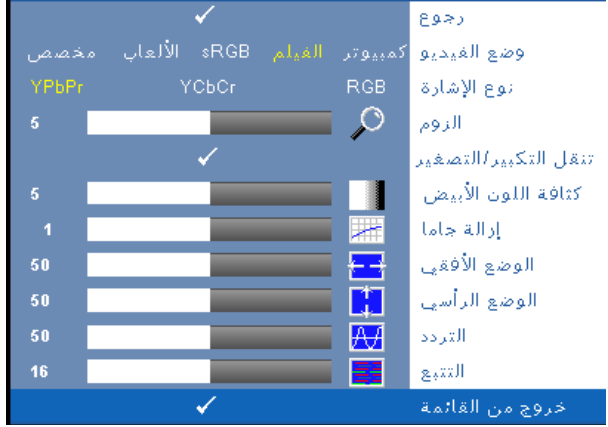 رجوع
وضع الفيديو كمبيوتر الفيلم sRGB الألعاب مخصص
نوع الإشارة RGB YCbCr YPbPr
الزوم 5
تنقل التكبير/التصغير
كثافة اللون الأبيض 5
إرالة جاما 1
الوضع الأفقي 50
الوضع الرأسي 50
التردد 50
التتبع 16
خروج من القائمة